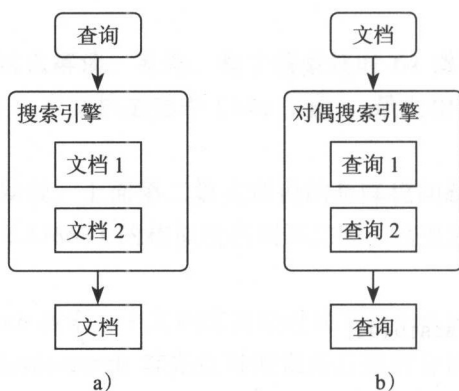 查询
搜索引擎
文档 1
文档 2
文档
a）
文档
对偶搜索引擎
查询 1
查询 2
查询
b）